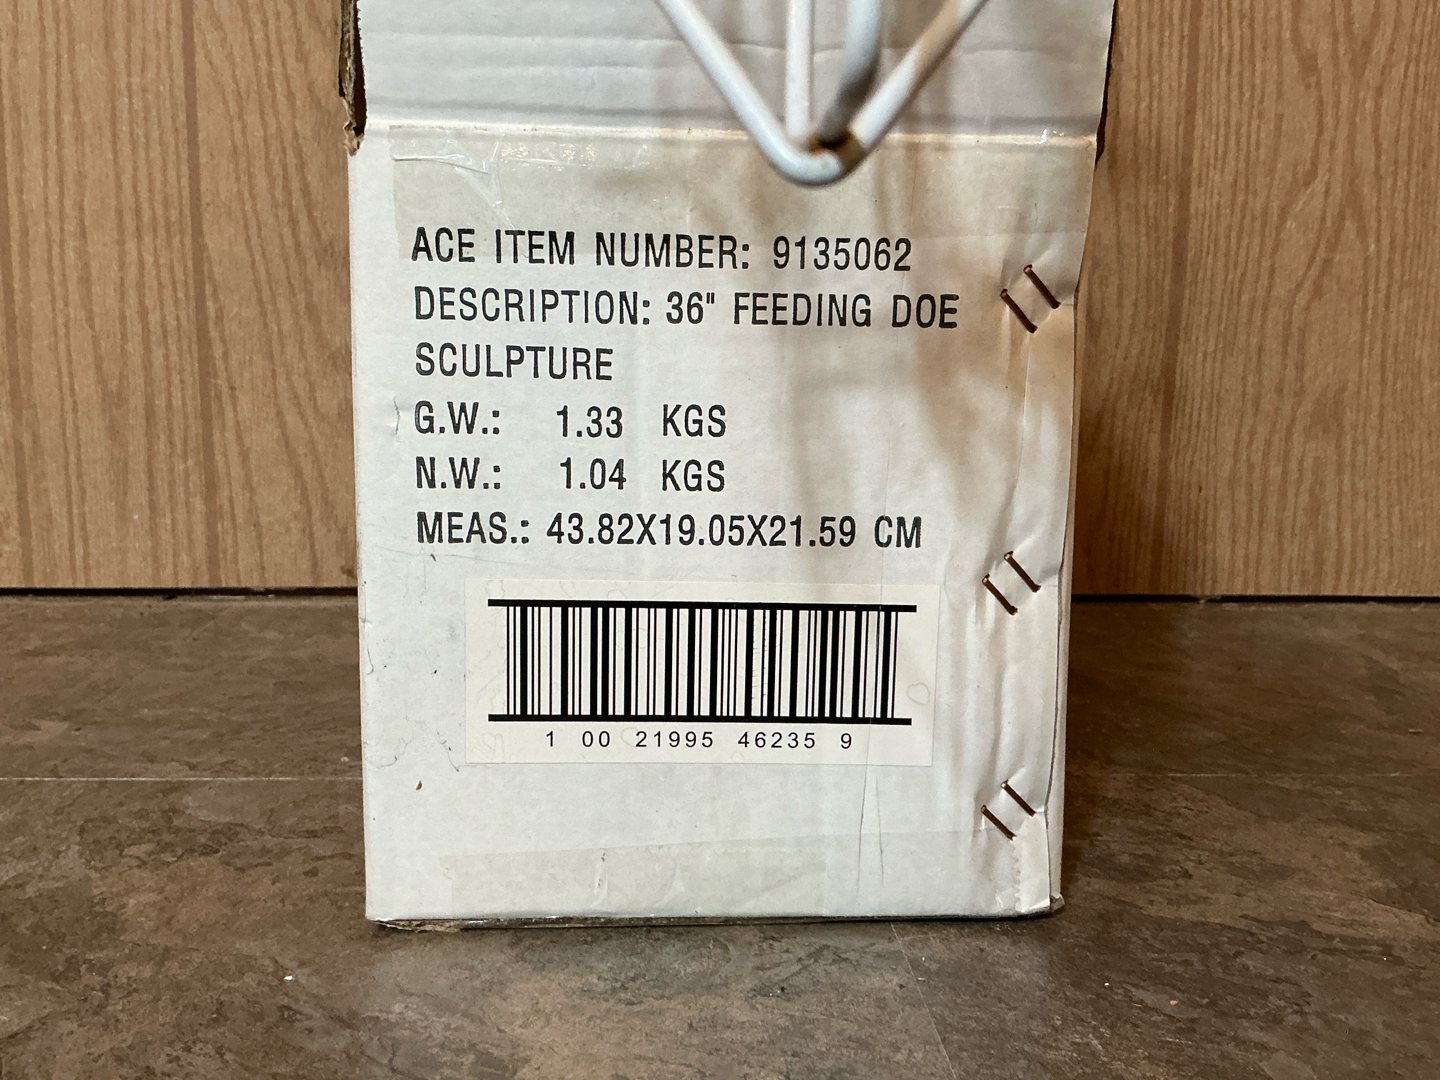 ACE ITEM NUMBER: 9135062
DESCRIPTION: 36" FEEDING DOE
SCULPTURE
G.W.: 1.33 KGS
N.W.: 1.04 KGS
MEAS.: 43.82X19.05X21.59 CM
1 00 21995 46235 9